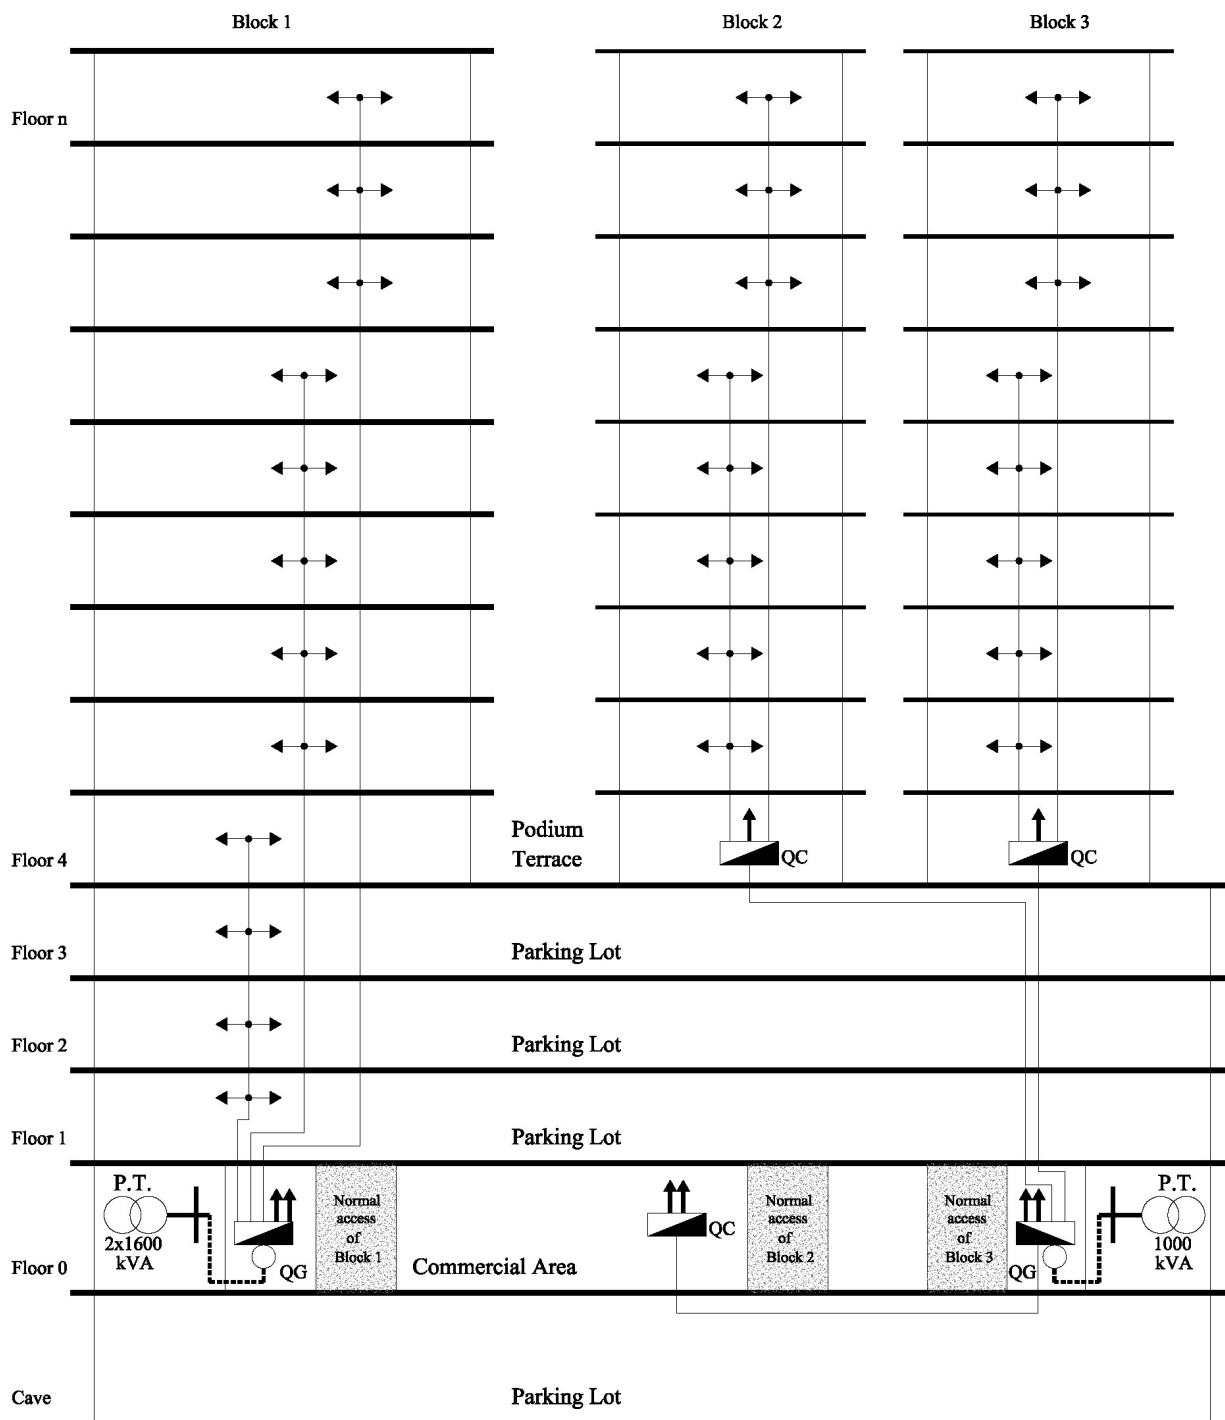 Block 1
Block 2
Block 3
Floor n
Podium
Terrace
Floor 4
QC
QC
Floor 3
Parking Lot
Floor 2
Parking Lot
Floor 1
Parking Lot
P.T.
2x1600
kVA
QG
Normal
access
of
Block 1
Commercial Area
QC
Normal
access
of
Block 2
Normal
access
of
Block 3
QG
P.T.
1000
kVA
Floor 0
Cave
Parking Lot